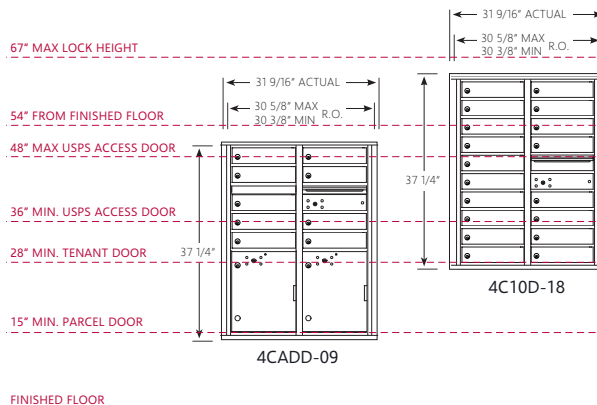 31 9/16” ACTUAL
30 5/8” MAX
30 3/8” MIN
R.O.
67” MAX LOCK HEIGHT
31 9/16” ACTUAL
30 5/8” MAX
30 3/8” MIN
R.O.
54” FROM FINISHED FLOOR
48” MAX USPS ACCESS DOOR
37 1/4”
36” MIN. USPS ACCESS DOOR
28” MIN. TENANT DOOR
37 1/4”
4C10D-18
15” MIN. PARCEL DOOR
4CADD-09
FINISHED FLOOR